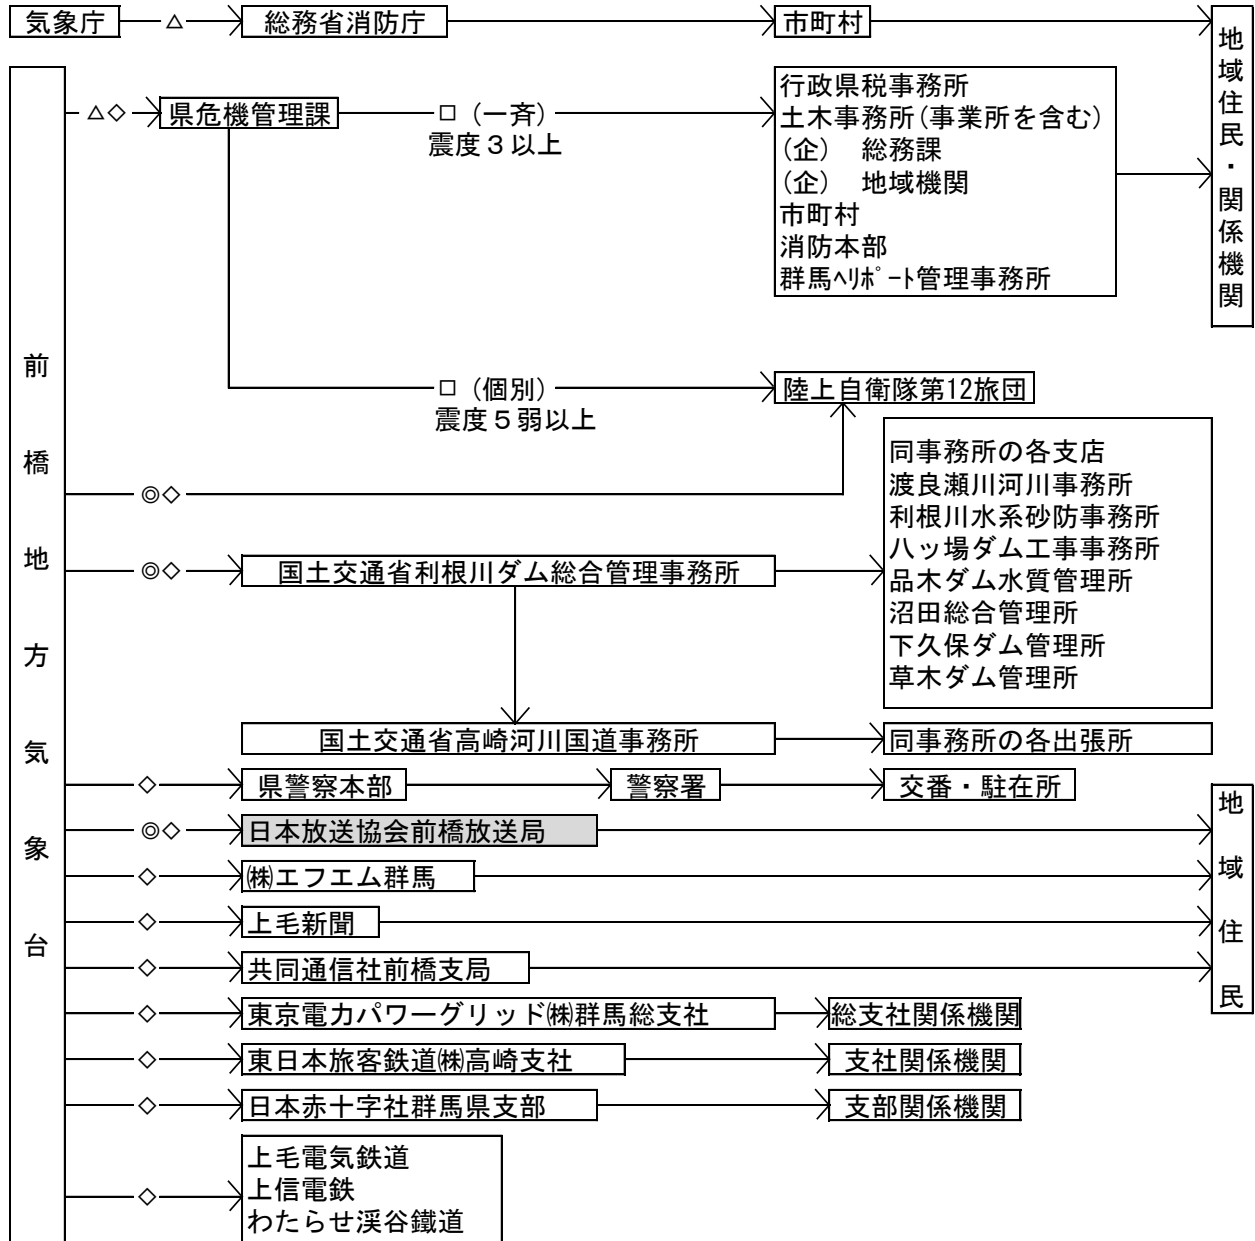 気象庁
△
総務省消防庁
市町村
地域住民・関係機関
前橋地方気象台
△◇
県危機管理課
□（一斉）
震度３以上
行政県税事務所
土木事務所(事業所を含む)
(企)　総務課
(企)　地域機関
市町村
消防本部
群馬ﾍﾘﾎﾟｰﾄ管理事務所
□（個別）
震度５弱以上
陸上自衛隊第12旅団
◎◇
◎◇
国土交通省利根川ダム総合管理事務所
同事務所の各支店
渡良瀬川河川事務所
利根川水系砂防事務所
八ッ場ダム工事事務所
品木ダム水質管理所
沼田総合管理所
下久保ダム管理所
草木ダム管理所
国土交通省高崎河川国道事務所
同事務所の各出張所
◇
県警察本部
警察署
交番・駐在所
地域住民
◎◇
日本放送協会前橋放送局
◇
㈱エフエム群馬
◇
上毛新聞
◇
共同通信社前橋支局
◇
東京電力パワーグリッド㈱群馬総支社
総支社関係機関
◇
東日本旅客鉄道㈱高崎支社
支社関係機関
◇
日本赤十字社群馬県支部
支部関係機関
◇
上毛電気鉄道
上信電鉄
わたらせ渓谷鐵道